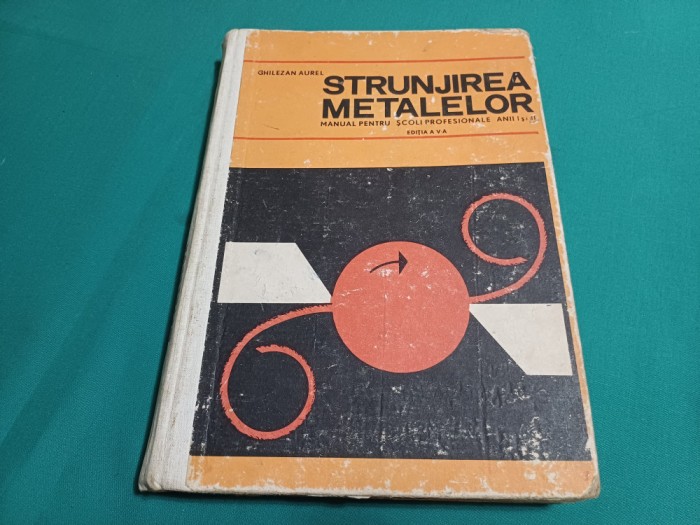 GHILEZAN AUREL
STRUNJIREA
METALELOR
MANUAL PENTRU ȘCOLI PROFESIONALE ANII I și II
EDIȚIA A V-A